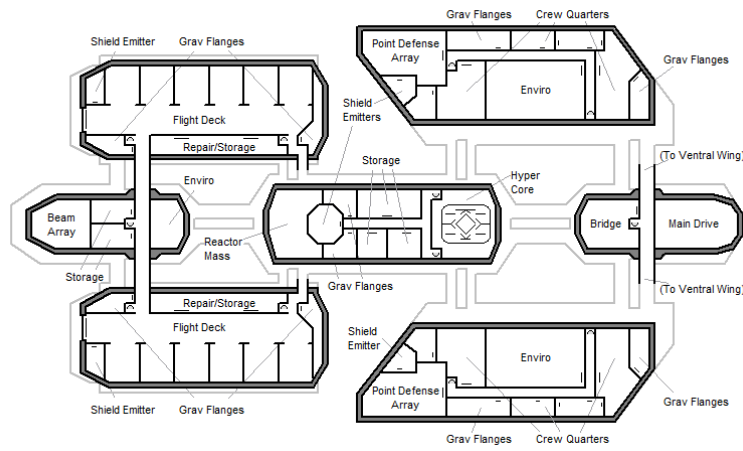 Grav Flanges
Crew Quarters
Shield Emitter
Grav Flanges
Point Defense
Array
Grav Flanges
Enviro
Shield
Emitters
Flight Deck
Repair/Storage
Storage
(To Ventral Wing)
Enviro
Hyper
Core
Beam
Array
Bridge
Main Drive
Reactor
Mass
Storage
Grav Flanges
(To Ventral Wing)
Repair/Storage
Flight Deck
Shield
Emitter
Enviro
Point Defense
Array
Grav Flanges
Shield Emitter
Grav Flanges
Grav Flanges
Crew Quarters